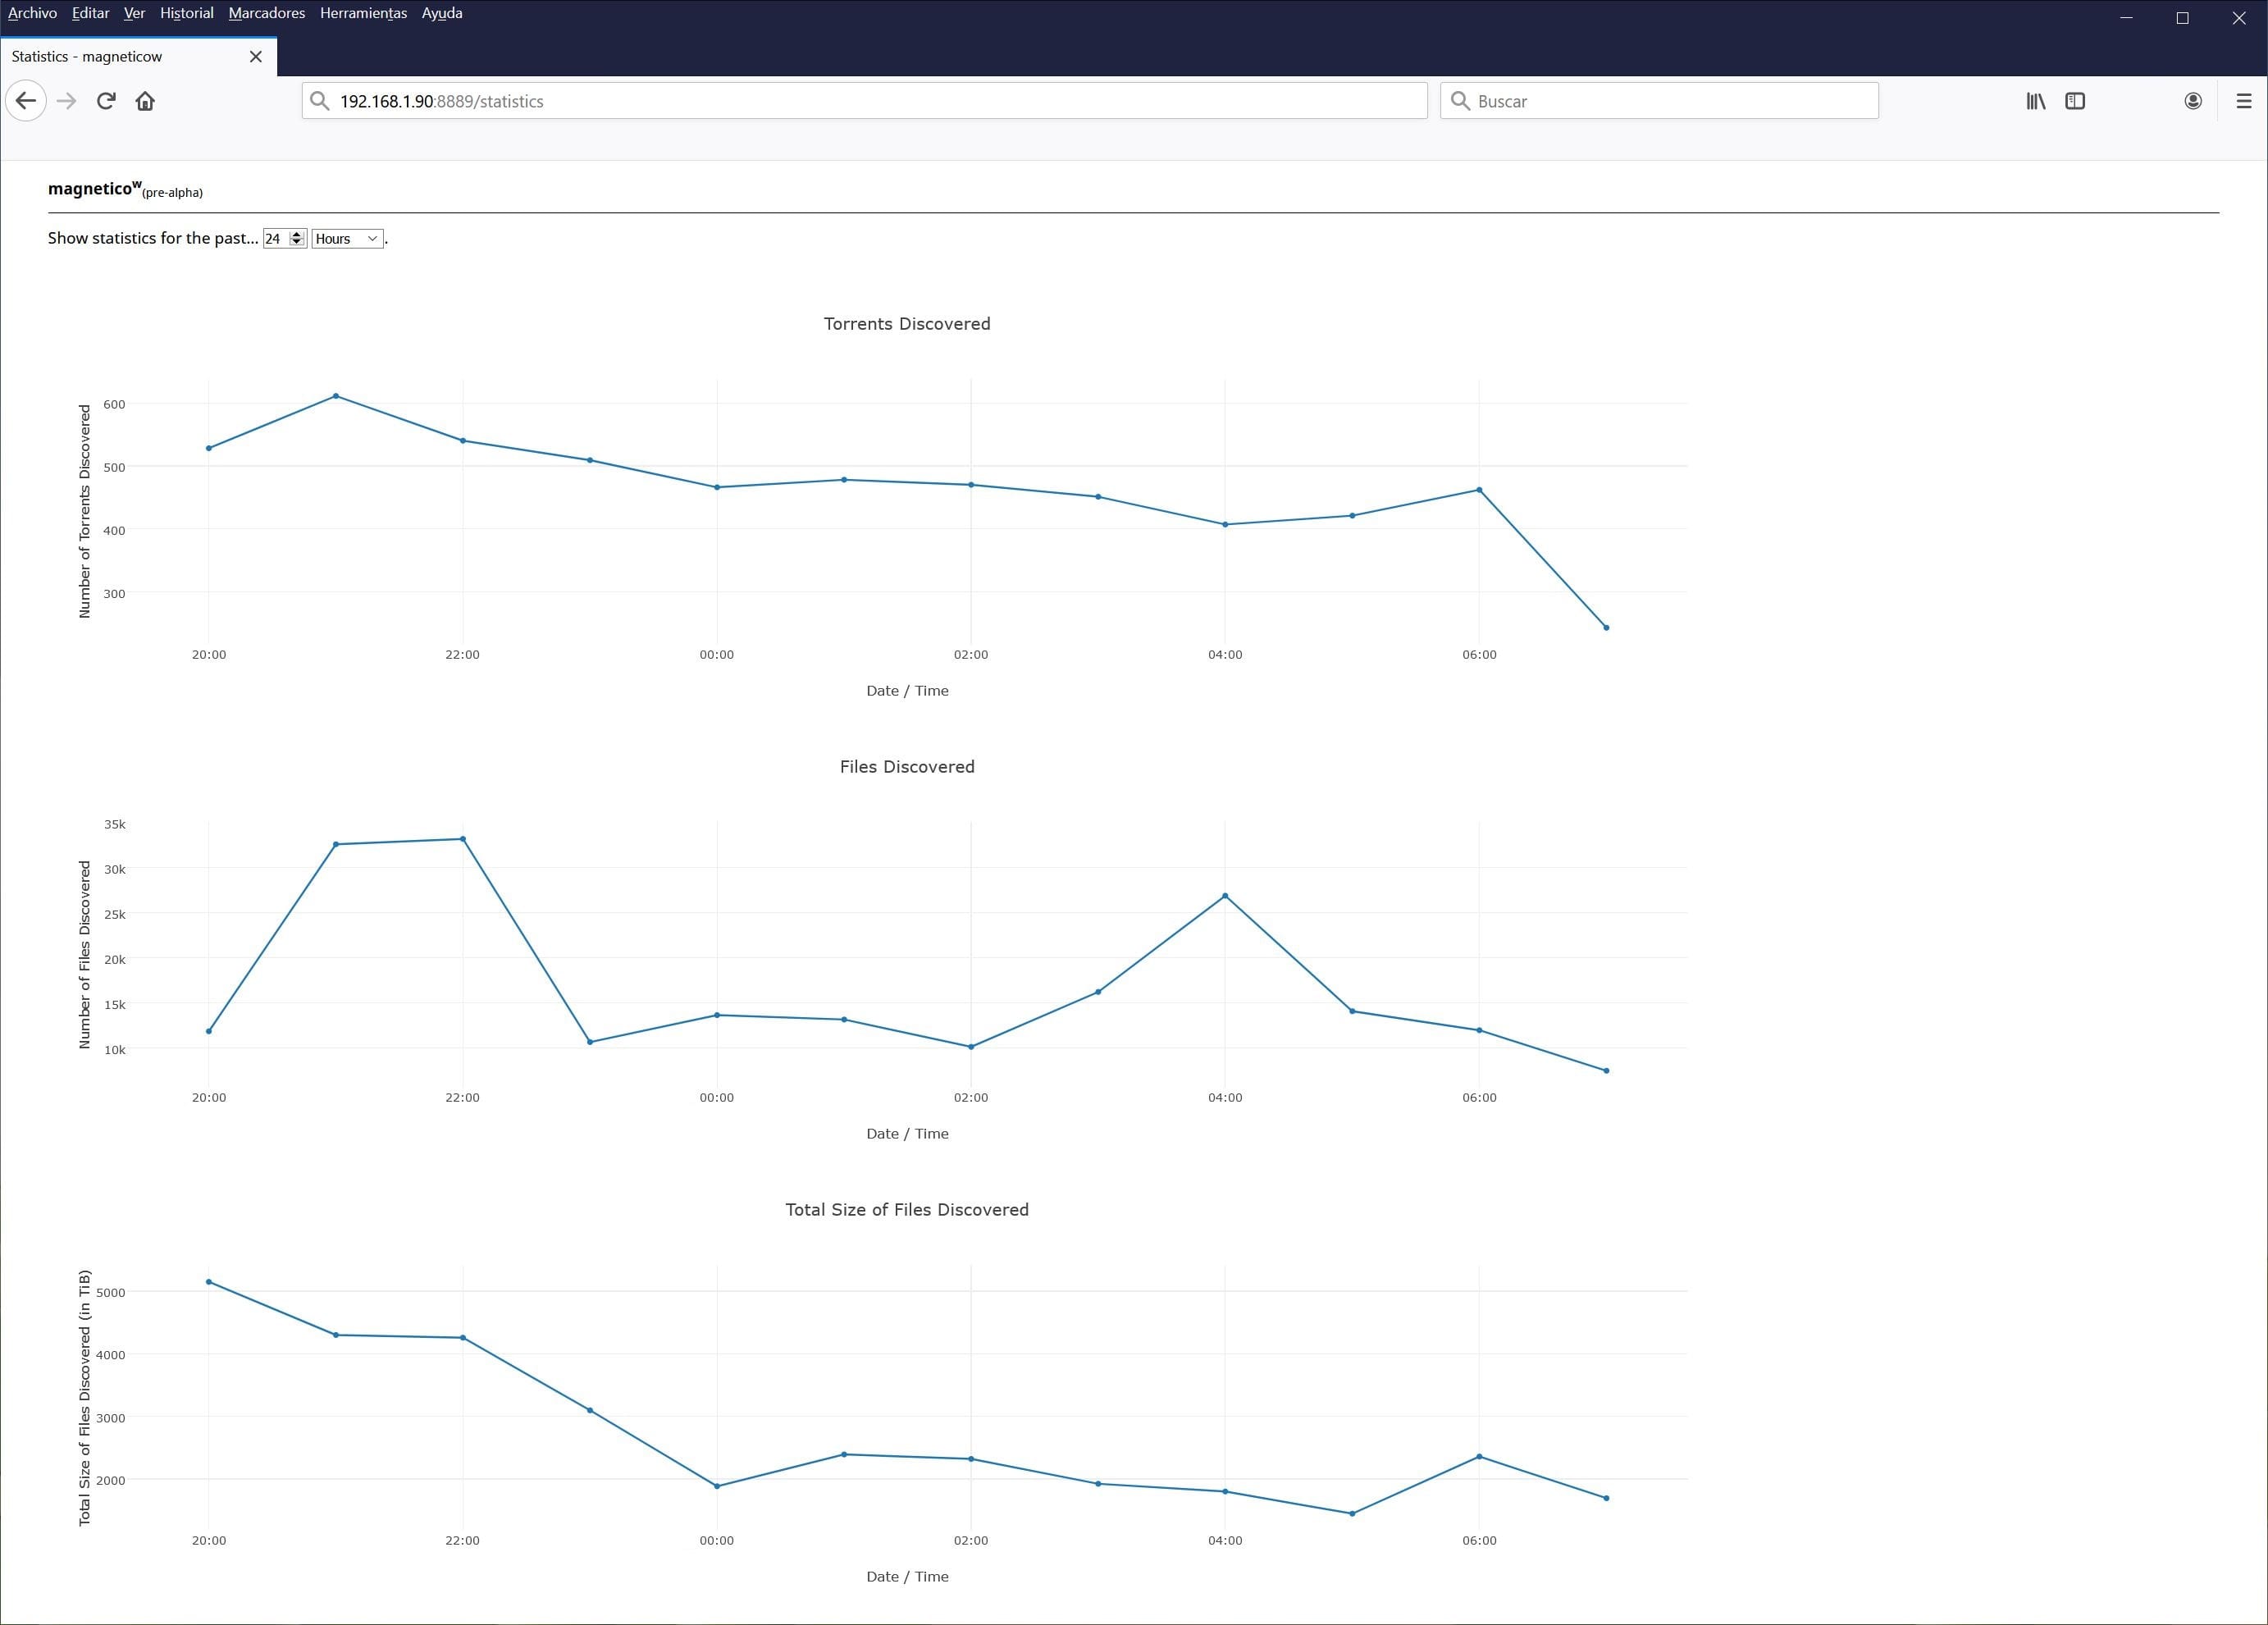 Archivo Editar Ver Historial Marcadores Herramientas Ayuda
Statistics - magneticow
192.168.1.90:8889/statistics
Buscar
magneticow(pre-alpha)
Show statistics for the past... 24 Hours .
Torrents Discovered
Number of Torrents Discovered
600
500
400
300
20:00 22:00 00:00 02:00 04:00 06:00
Date / Time
Files Discovered
Number of Files Discovered
35k
30k
25k
20k
15k
10k
20:00 22:00 00:00 02:00 04:00 06:00
Date / Time
Total Size of Files Discovered
Total Size of Files Discovered (in TiB)
5000
4000
3000
2000
20:00 22:00 00:00 02:00 04:00 06:00
Date / Time